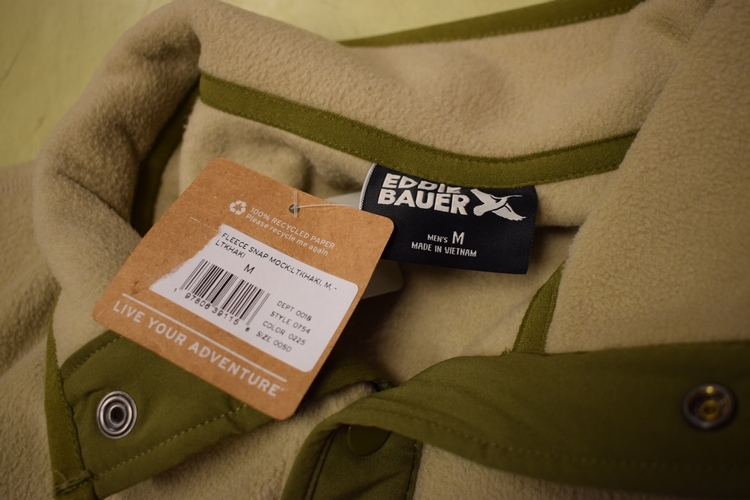 EDDIE
BAUER
MEN'S M
MADE IN VIETNAM
100% RECYCLED PAPER
Please recycle me again
FLEECE SNAP MOCK:LTKHAKI, M, -
LTKHAKI
M
DEPT 0018
STYLE 0754
COLOR 0225
SIZE 0050
LIVE YOUR ADVENTURE